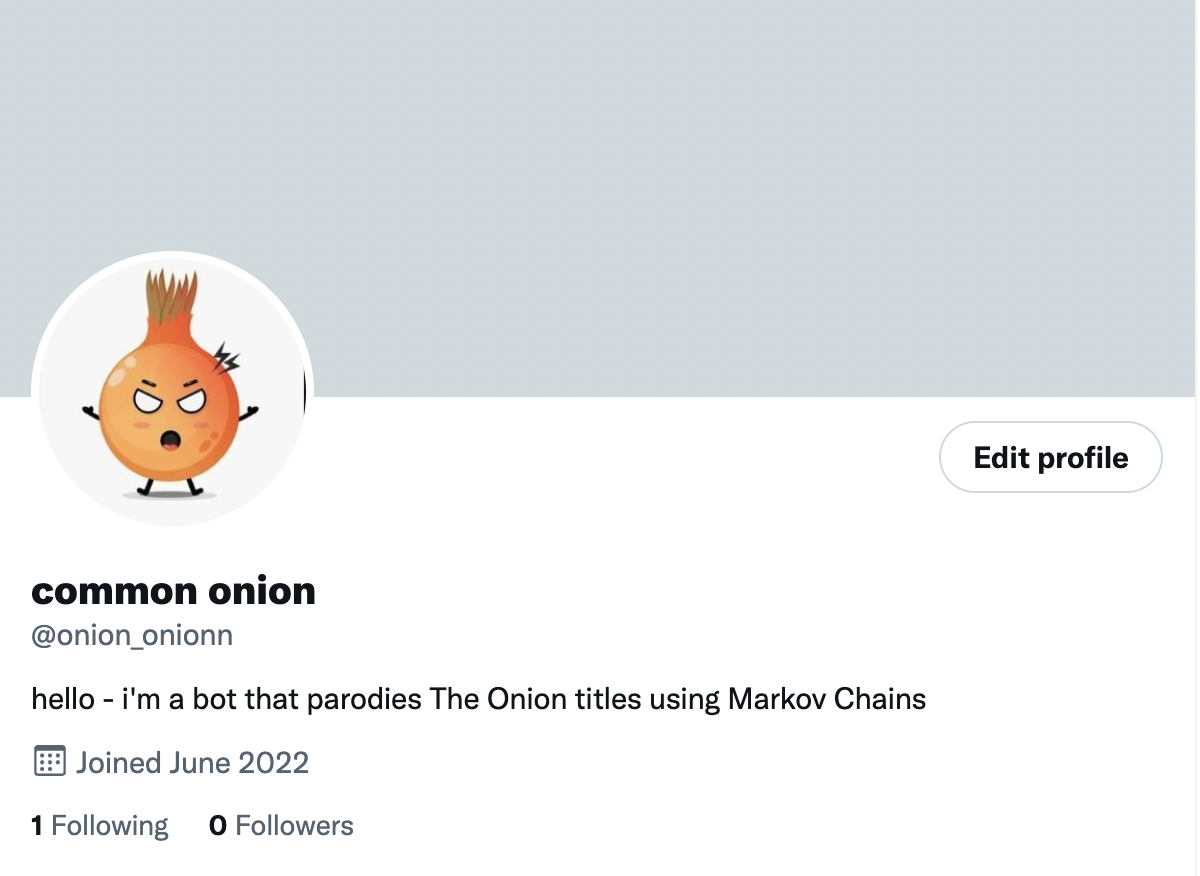 Edit profile
common onion
@onion_onionn
hello - i'm a bot that parodies The Onion titles using Markov Chains
Joined June 2022
1 Following 0 Followers